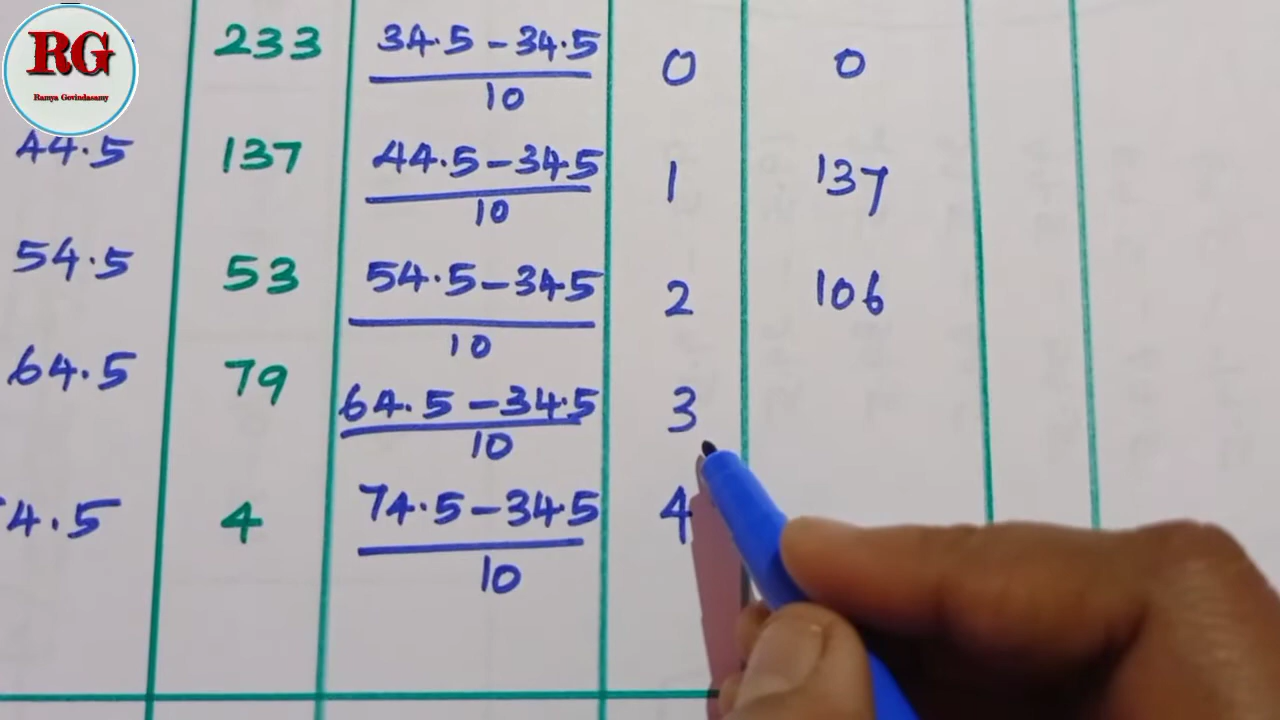 RG
Ramya Govindasamy
233 34.5 - 34.5 0 0
10
44.5 137 44.5 - 34.5 1 137
10
54.5 53 54.5 - 34.5 2 106
10
64.5 79 64.5 - 34.5 3
10
4.5 4 74.5 - 34.5 4
10